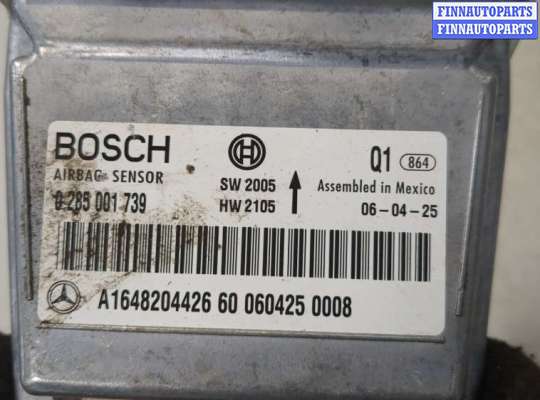 FINNAUTOPARTS
FINNAUTOPARTS
BOSCH
AIRBAG SENSOR
0 285 001 739
SW 2005
HW 2105
Q1 864
Assembled in Mexico
06-04-25
A1648204426 60 060425 0008